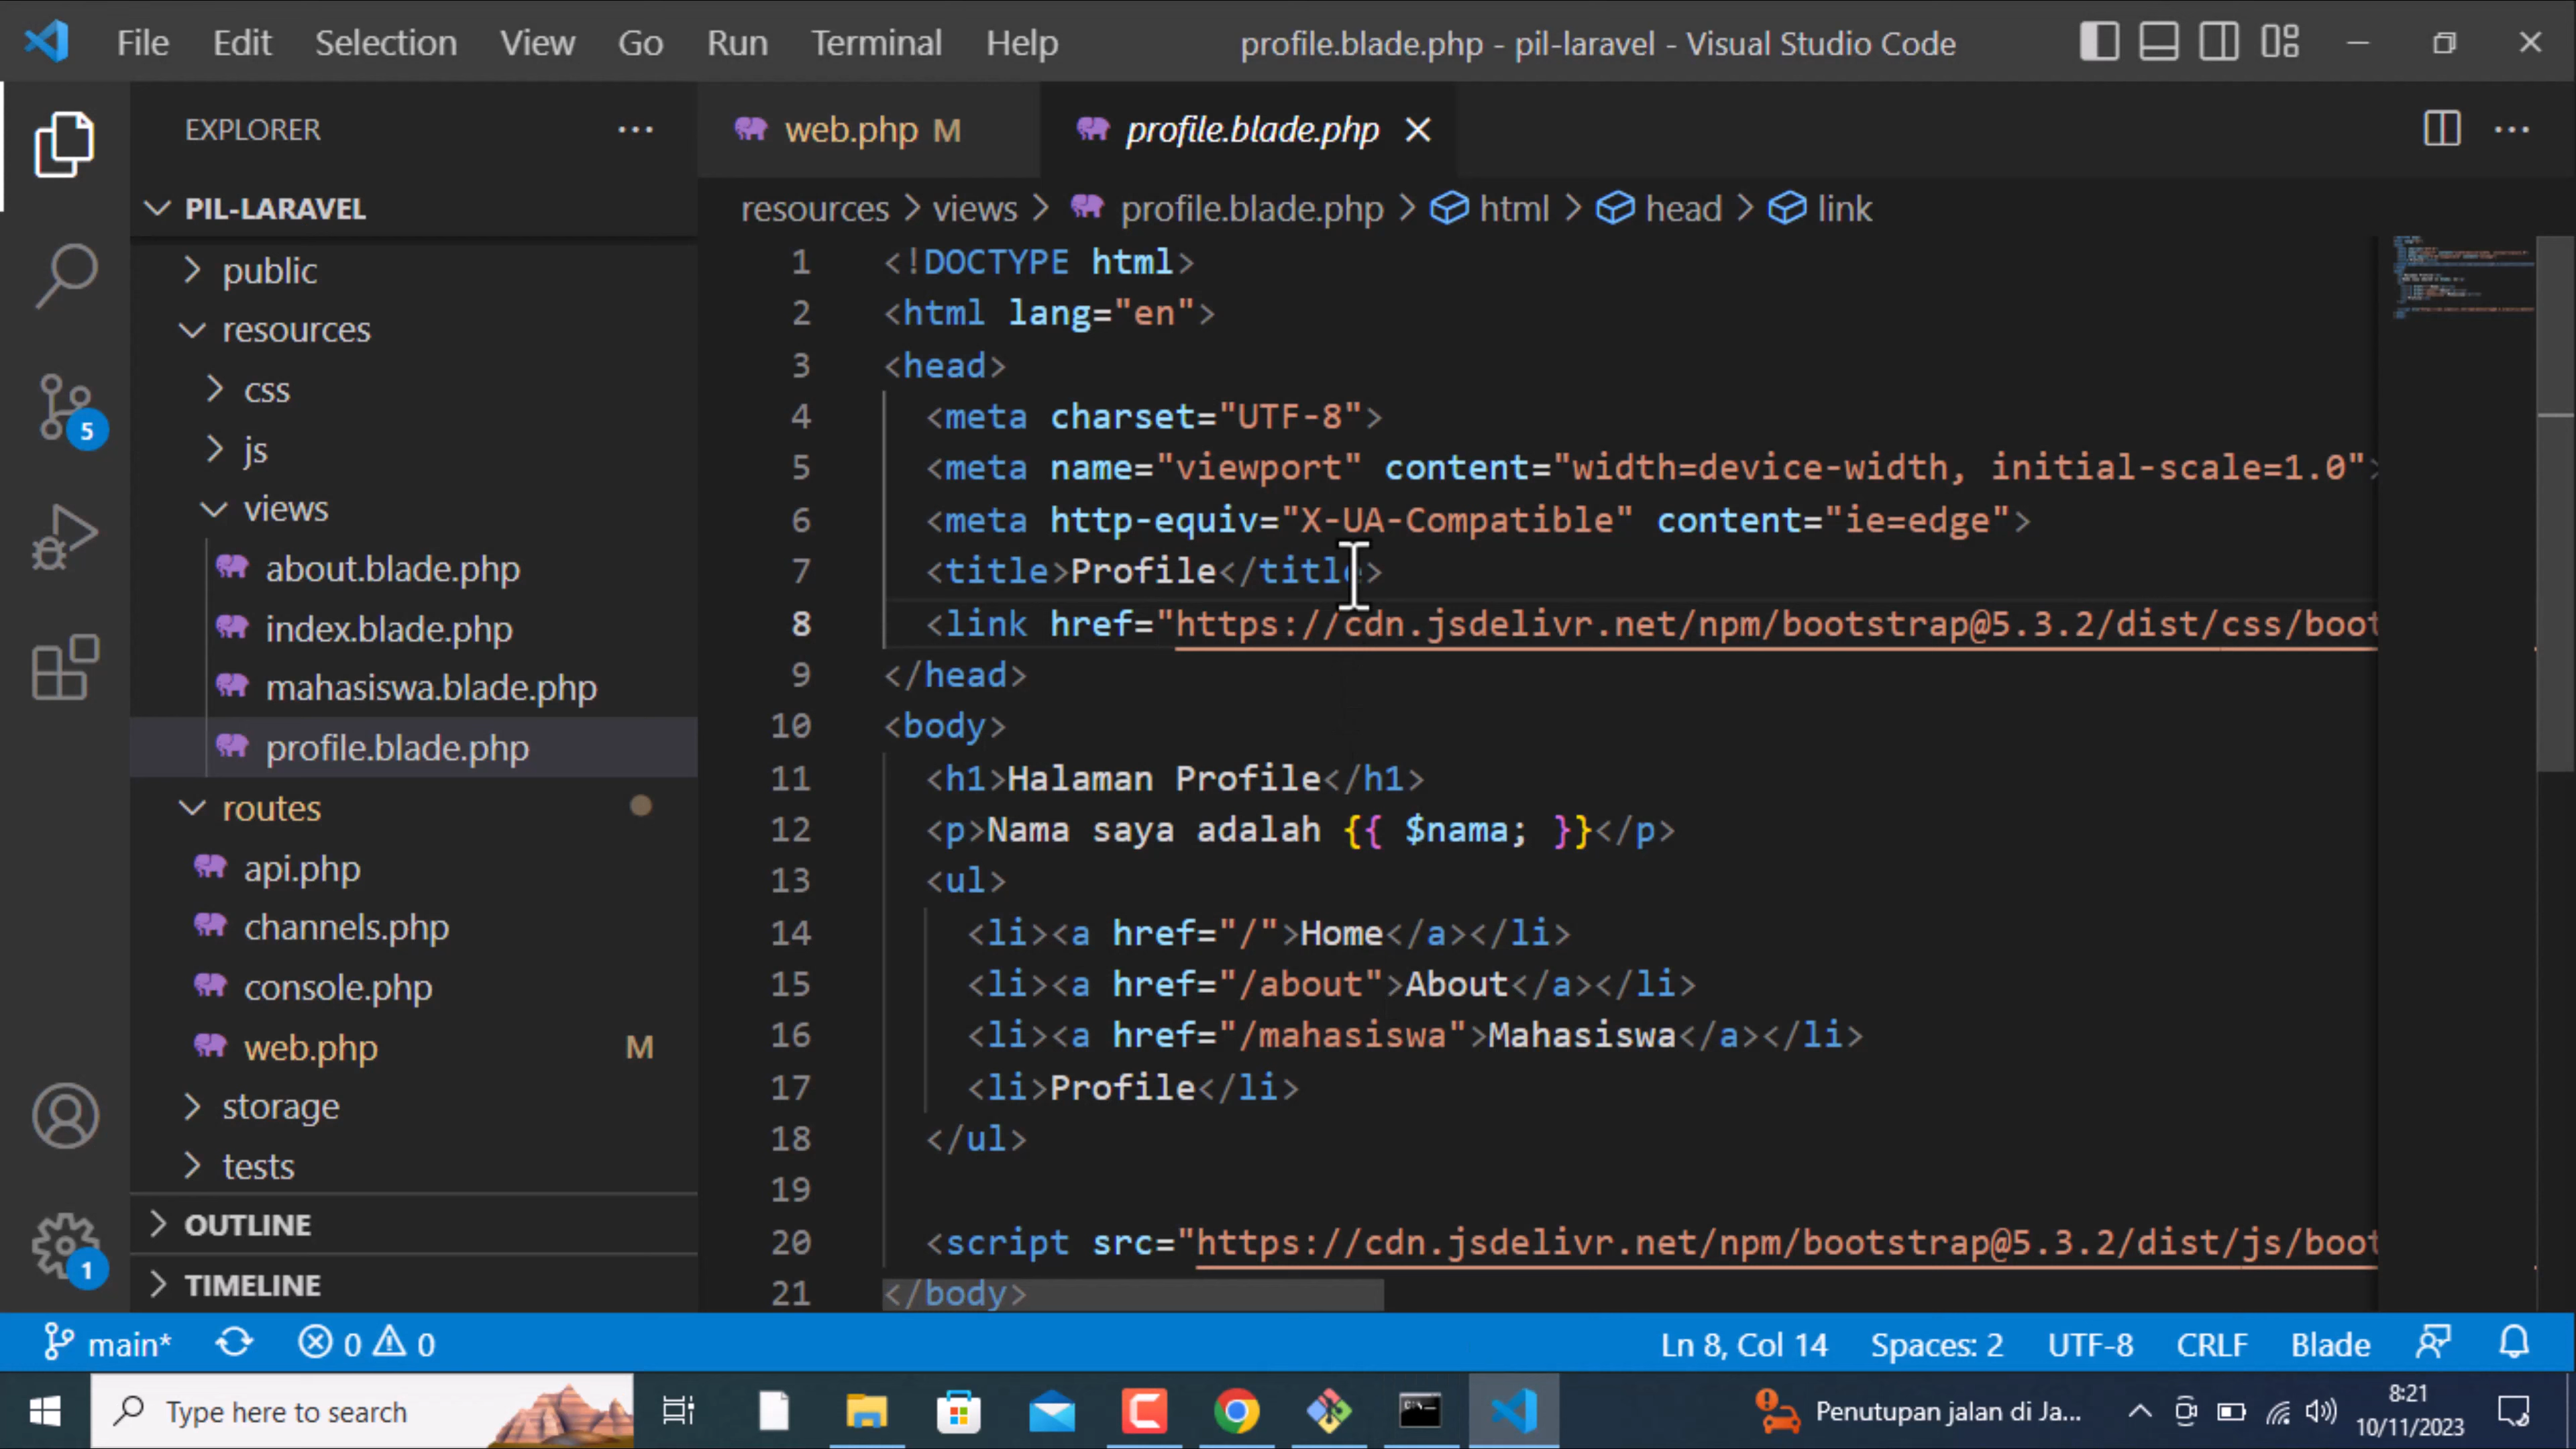 File Edit Selection View Go Run Terminal Help profile.blade.php - pil-laravel - Visual Studio Code
EXPLORER
web.php M profile.blade.php
PIL-LARAVEL
resources > views > profile.blade.php > html > head > link
public
resources
css
js
views
about.blade.php
index.blade.php
mahasiswa.blade.php
profile.blade.php
routes
api.php
channels.php
console.php
web.php M
storage
tests
OUTLINE
TIMELINE
5
1
1 <!DOCTYPE html>
2 <html lang="en">
3 <head>
4 <meta charset="UTF-8">
5 <meta name="viewport" content="width=device-width, initial-scale=1.0">
6 <meta http-equiv="X-UA-Compatible" content="ie=edge">
7 <title>Profile</title>
8 <link href="https://cdn.jsdelivr.net/npm/bootstrap@5.3.2/dist/css/boot
9 </head>
10 <body>
11 <h1>Halaman Profile</h1>
12 <p>Nama saya adalah {{ $nama; }}</p>
13 <ul>
14 <li><a href="/">Home</a></li>
15 <li><a href="/about">About</a></li>
16 <li><a href="/mahasiswa">Mahasiswa</a></li>
17 <li>Profile</li>
18 </ul>
19
20 <script src="https://cdn.jsdelivr.net/npm/bootstrap@5.3.2/dist/js/boot
21 </body>
main* 0 0 Ln 8, Col 14 Spaces: 2 UTF-8 CRLF Blade
Type here to search
Penutupan jalan di Ja...
8:21
10/11/2023